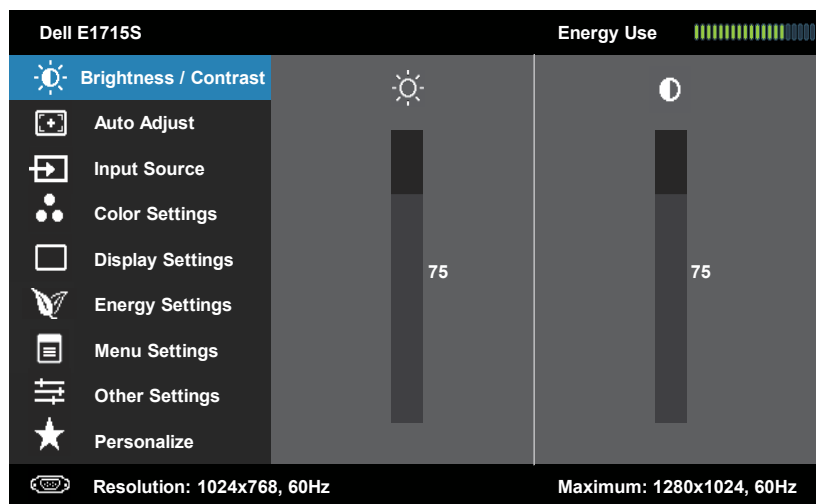 Dell E1715S Energy Use
Brightness / Contrast
Auto Adjust
Input Source
Color Settings
Display Settings
75 75
Energy Settings
Menu Settings
Other Settings
Personalize
Resolution: 1024x768, 60Hz Maximum: 1280x1024, 60Hz